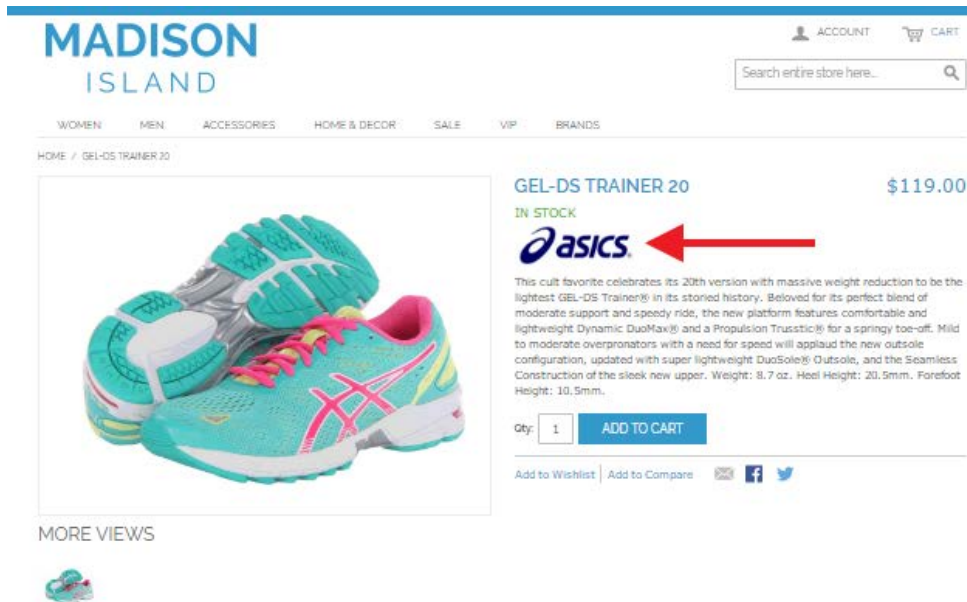 MADISON
ISLAND
ACCOUNT
CART
Search entire store here...
WOMEN MEN ACCESSORIES HOME & DECOR SALE VIP BRANDS
HOME / GEL-DS TRAINER 20
GEL-DS TRAINER 20
$119.00
IN STOCK
asics.
This cult favorite celebrates its 20th version with massive weight reduction to be the
lightest GEL-DS Trainer® in its storied history. Beloved for its perfect blend of
moderate support and speedy ride, the new platform features comfortable and
lightweight Dynamic DuoMax® and a Propulsion Trusstic® for a springy toe-off. Mild
to moderate overpronators with a need for speed will applaud the new outsole
configuration, updated with super lightweight DuoSole® Outsole, and the Seamless
Construction of the sleek new upper. Weight: 8.7 oz. Heel Height: 20.5mm. Forefoot
Height: 10.5mm.
Qty: 1 ADD TO CART
Add to Wishlist | Add to Compare
MORE VIEWS